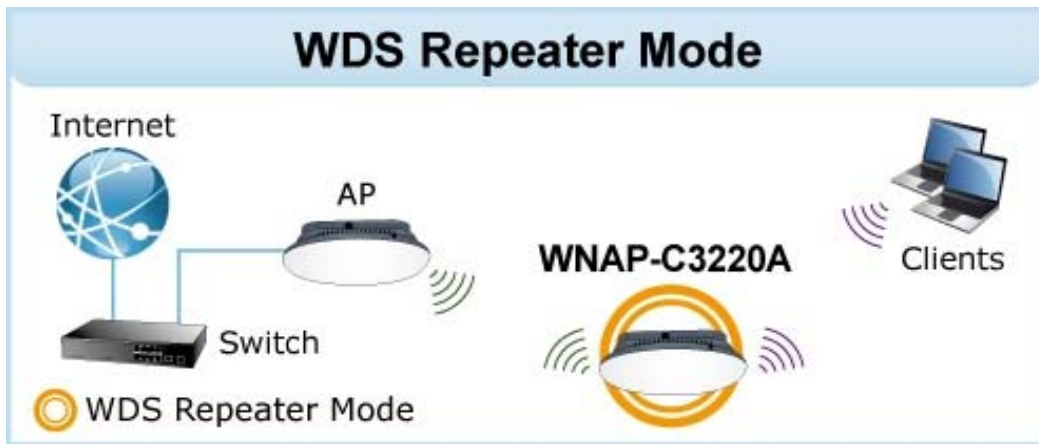 WDS Repeater Mode
Internet
AP
WNAP-C3220A
Clients
Switch
WDS Repeater Mode